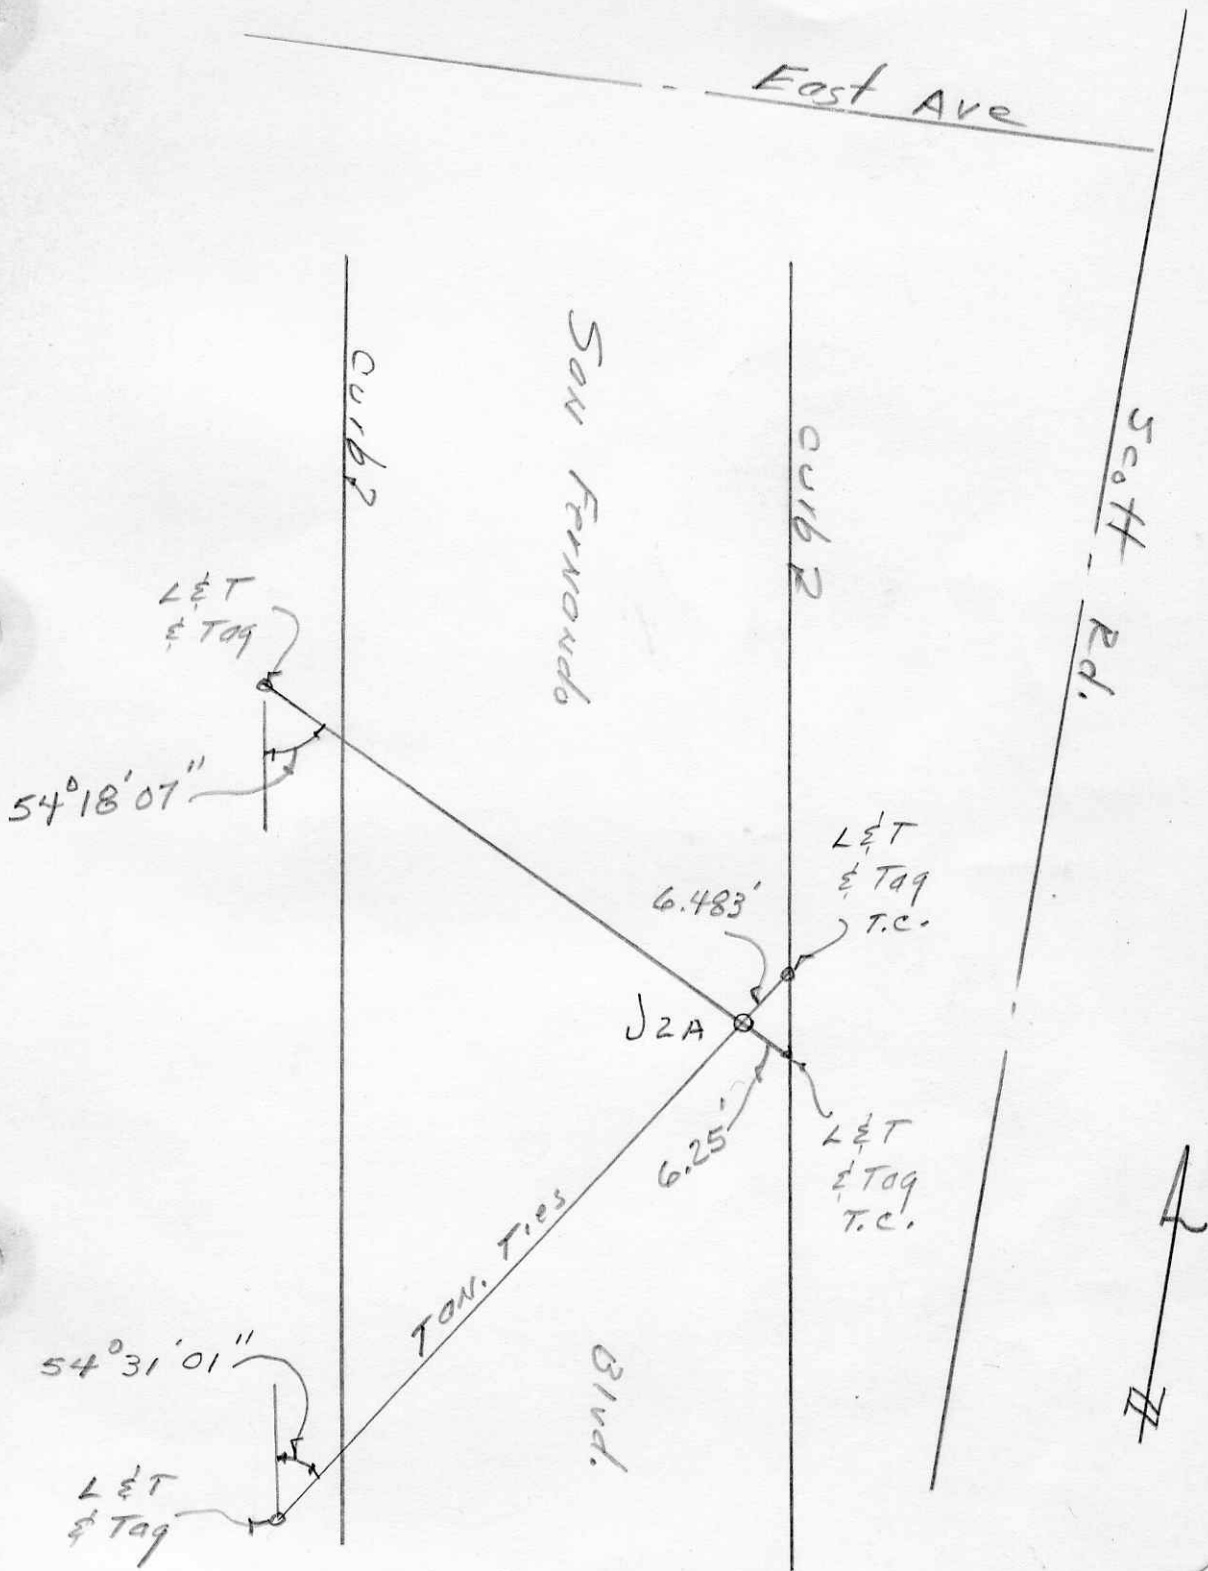 East Ave
San Fernando
Blvd.
Curb
Curb
Scott Rd.
L & T
& Tag
54°18'07"
6.483'
L & T
& Tag
T.C.
J2A
6.25'
L & T
& Tag
T.C.
Tan. Ties
54°31'01"
L & T
& Tag